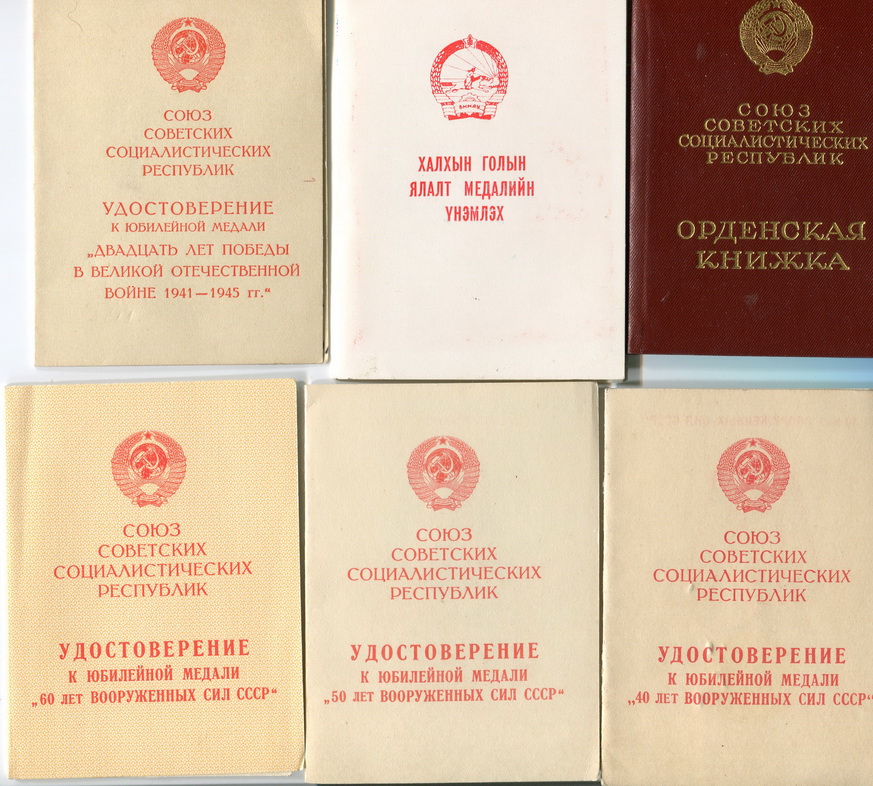 СОЮЗ
СОВЕТСКИХ
СОЦИАЛИСТИЧЕСКИХ
РЕСПУБЛИК
УДОСТОВЕРЕНИЕ
К ЮБИЛЕЙНОЙ МЕДАЛИ
„ДВАДЦАТЬ ЛЕТ ПОБЕДЫ
В ВЕЛИКОЙ ОТЕЧЕСТВЕННОЙ
ВОЙНЕ 1941—1945 гг.“
БНМАУ
ХАЛХЫН ГОЛЫН
ЯЛАЛТ МЕДАЛИЙН
ҮНЭМЛЭХ
СОЮЗ
СОВЕТСКИХ
СОЦИАЛИСТИЧЕСКИХ
РЕСПУБЛИК
ОРДЕНСКАЯ
КНИЖКА
СОЮЗ
СОВЕТСКИХ
СОЦИАЛИСТИЧЕСКИХ
РЕСПУБЛИК
УДОСТОВЕРЕНИЕ
К ЮБИЛЕЙНОЙ МЕДАЛИ
„60 ЛЕТ ВООРУЖЕННЫХ СИЛ СССР“
СОЮЗ
СОВЕТСКИХ
СОЦИАЛИСТИЧЕСКИХ
РЕСПУБЛИК
УДОСТОВЕРЕНИЕ
К ЮБИЛЕЙНОЙ МЕДАЛИ
„50 ЛЕТ ВООРУЖЕННЫХ СИЛ СССР“
СОЮЗ
СОВЕТСКИХ
СОЦИАЛИСТИЧЕСКИХ
РЕСПУБЛИК
УДОСТОВЕРЕНИЕ
К ЮБИЛЕЙНОЙ МЕДАЛИ
„40 ЛЕТ ВООРУЖЕННЫХ СИЛ СССР“